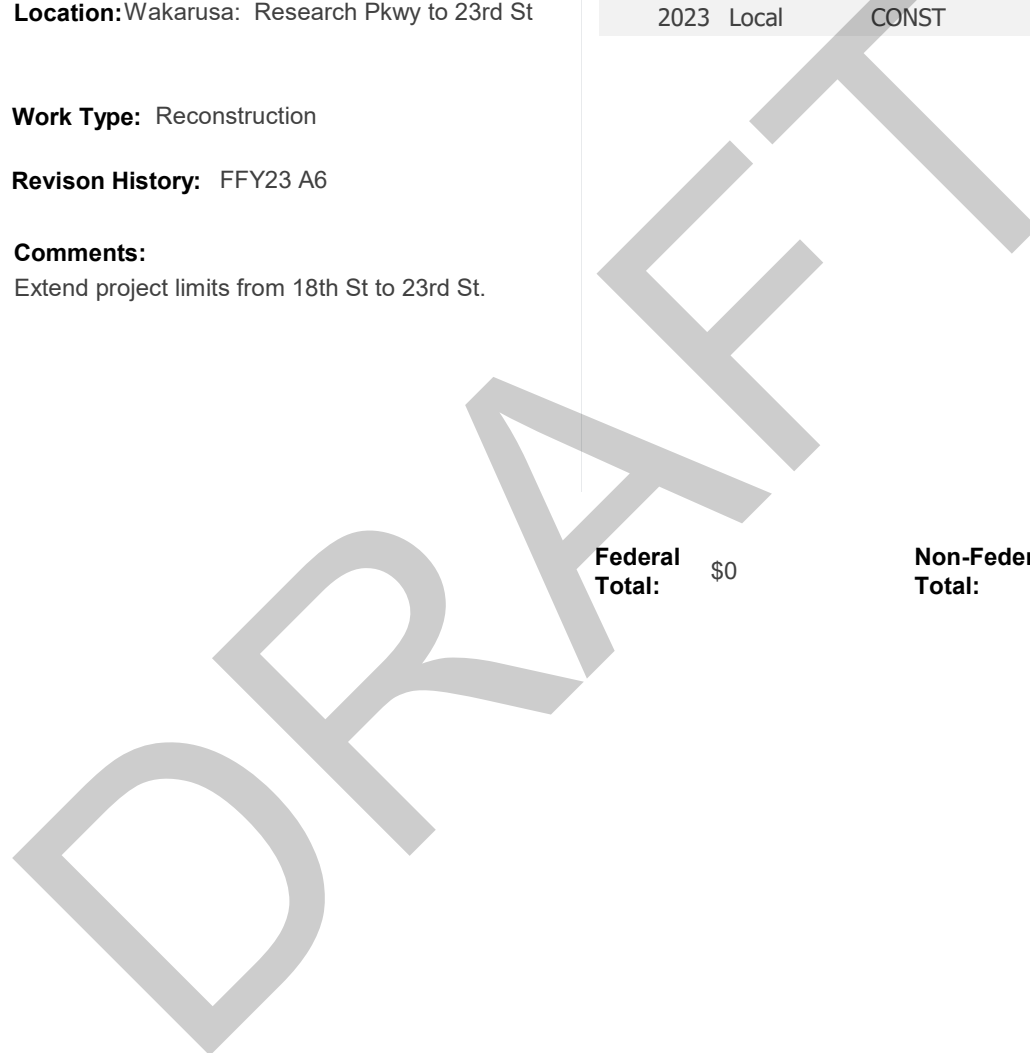 Location: Wakarusa: Research Pkwy to 23rd St
2023 Local CONST
Work Type: Reconstruction
Revison History: FFY23 A6
Comments:
Extend project limits from 18th St to 23rd St.
Federal Total: $0
Total:
DRAFT